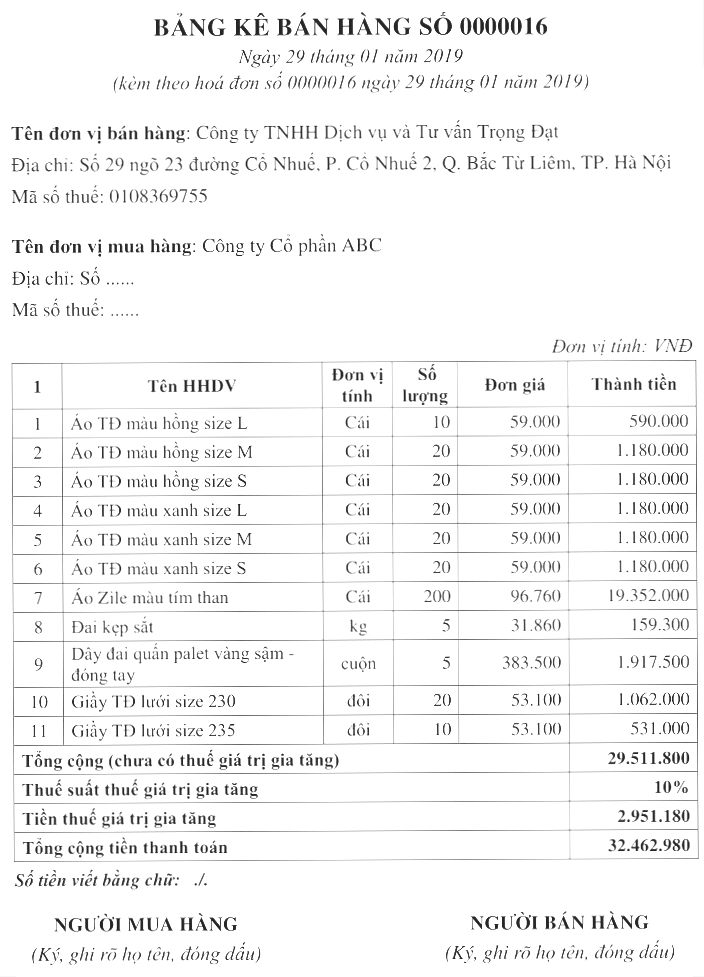 BẢNG KÊ BÁN HÀNG SỐ 0000016
Ngày 29 tháng 01 năm 2019
(kèm theo hoá đơn số 0000016 ngày 29 tháng 01 năm 2019)
Tên đơn vị bán hàng: Công ty TNHH Dịch vụ và Tư vấn Trọng Đạt
Địa chỉ: Số 29 ngõ 23 đường Cổ Nhuế, P. Cổ Nhuế 2, Q. Bắc Từ Liêm, TP. Hà Nội
Mã số thuế: 0108369755
Tên đơn vị mua hàng: Công ty Cổ phần ABC
Địa chỉ: Số ......
Mã số thuế: ......
Đơn vị tính: VNĐ
1 Tên HHDV Đơn vị tính Số lượng Đơn giá Thành tiền
1 Áo TĐ màu hồng size L Cái 10 59.000 590.000
2 Áo TĐ màu hồng size M Cái 20 59.000 1.180.000
3 Áo TĐ màu hồng size S Cái 20 59.000 1.180.000
4 Áo TĐ màu xanh size L Cái 20 59.000 1.180.000
5 Áo TĐ màu xanh size M Cái 20 59.000 1.180.000
6 Áo TĐ màu xanh size S Cái 20 59.000 1.180.000
7 Áo Zile màu tím than Cái 200 96.760 19.352.000
8 Đai kẹp sắt kg 5 31.860 159.300
9 Dây đai quấn palet vàng sậm - đóng tay cuộn 5 383.500 1.917.500
10 Giầy TĐ lưới size 230 đôi 20 53.100 1.062.000
11 Giầy TĐ lưới size 235 đôi 10 53.100 531.000
Tổng cộng (chưa có thuế giá trị gia tăng) 29.511.800
Thuế suất thuế giá trị gia tăng 10%
Tiền thuế giá trị gia tăng 2.951.180
Tổng cộng tiền thanh toán 32.462.980
Số tiền viết bằng chữ: ./.
NGƯỜI MUA HÀNG NGƯỜI BÁN HÀNG
(Ký, ghi rõ họ tên, đóng dấu) (Ký, ghi rõ họ tên, đóng dấu)